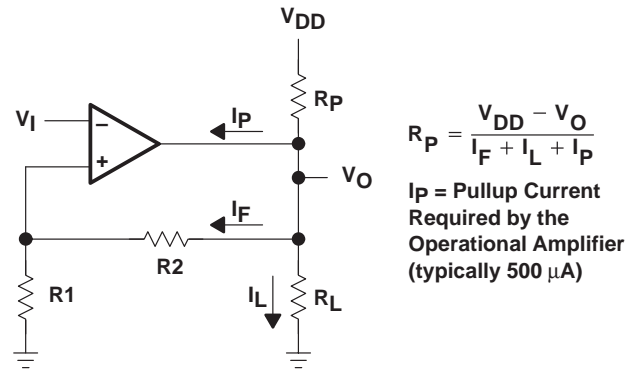 VDD
RP
VI
IP
−
+
VO
IF
R2
R1
IL
RL
RP = VDD − VO / IF + IL + IP
IP = Pullup Current
Required by the
Operational Amplifier
(typically 500 μA)